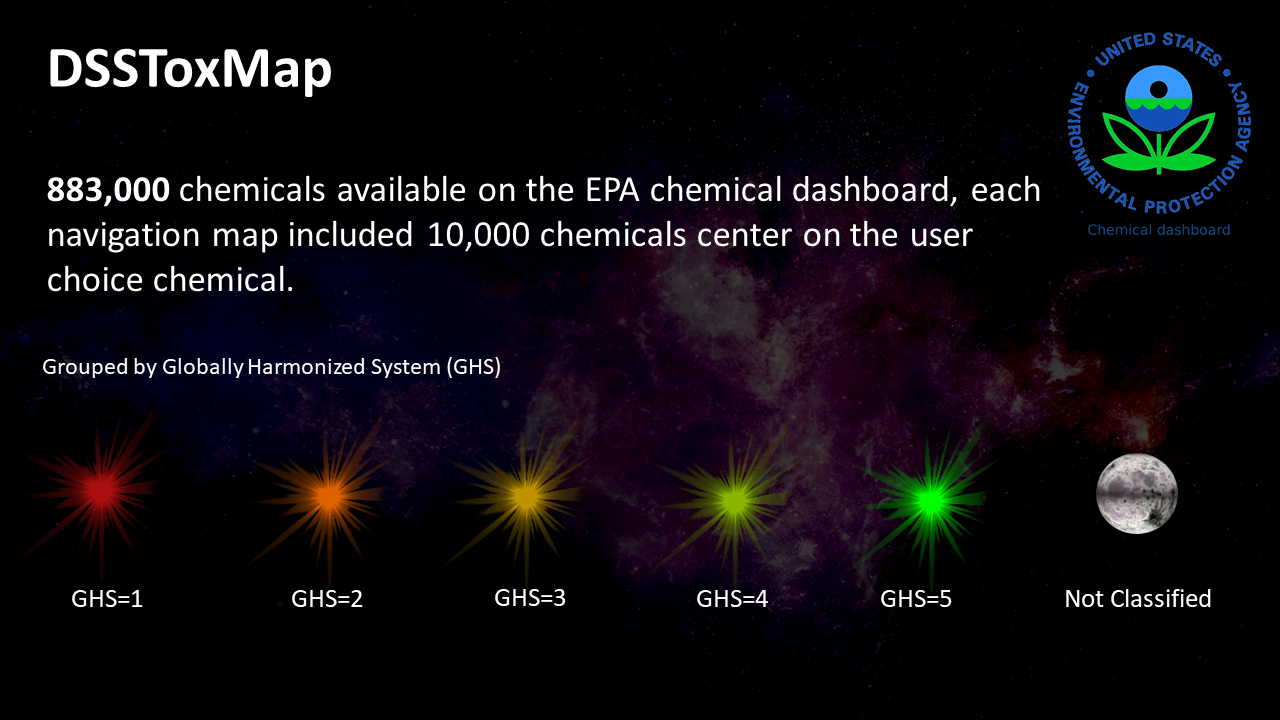 DSSToxMap
UNITED STATES
ENVIRONMENTAL PROTECTION AGENCY
Chemical dashboard
883,000 chemicals available on the EPA chemical dashboard, each
navigation map included 10,000 chemicals center on the user
choice chemical.
Grouped by Globally Harmonized System (GHS)
GHS=1
GHS=2
GHS=3
GHS=4
GHS=5
Not Classified